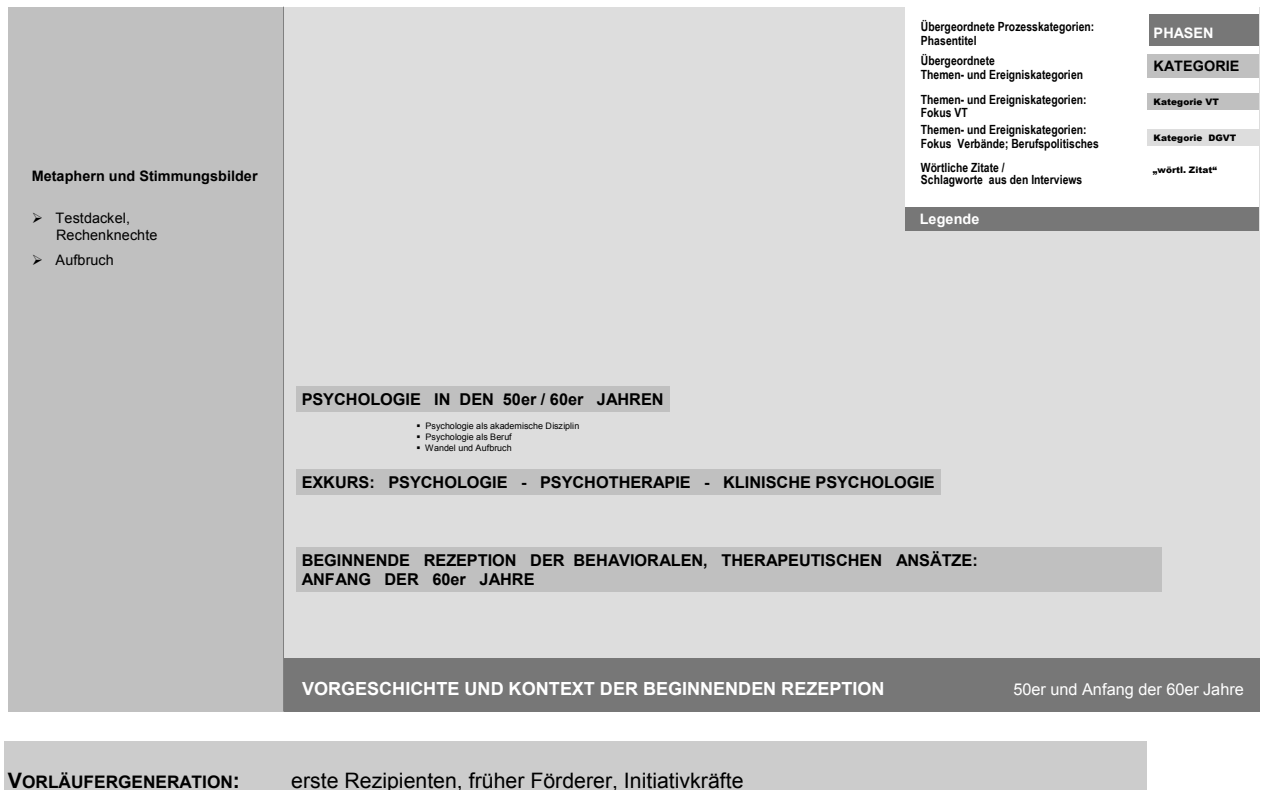 Übergeordnete Prozesskategorien:
Phasentitel
PHASEN
Übergeordnete
Themen- und Ereigniskategorien
KATEGORIE
Themen- und Ereigniskategorien:
Fokus VT
Kategorie VT
Themen- und Ereigniskategorien:
Fokus Verbände; Berufspolitisches
Kategorie DGVT
Wörtliche Zitate /
Schlagworte aus den Interviews
„wörtl. Zitat“
Legende
Metaphern und Stimmungsbilder
➢ Testdackel,
Rechenknechte
➢ Aufbruch
PSYCHOLOGIE IN DEN 50er / 60er JAHREN
▪ Psychologie als akademische Disziplin
▪ Psychologie als Beruf
▪ Wandel und Aufbruch
EXKURS: PSYCHOLOGIE - PSYCHOTHERAPIE - KLINISCHE PSYCHOLOGIE
BEGINNENDE REZEPTION DER BEHAVIORALEN, THERAPEUTISCHEN ANSÄTZE:
ANFANG DER 60er JAHRE
VORGESCHICHTE UND KONTEXT DER BEGINNENDEN REZEPTION 50er und Anfang der 60er Jahre
VORLÄUFERGENERATION: erste Rezipienten, früher Förderer, Initiativkräfte